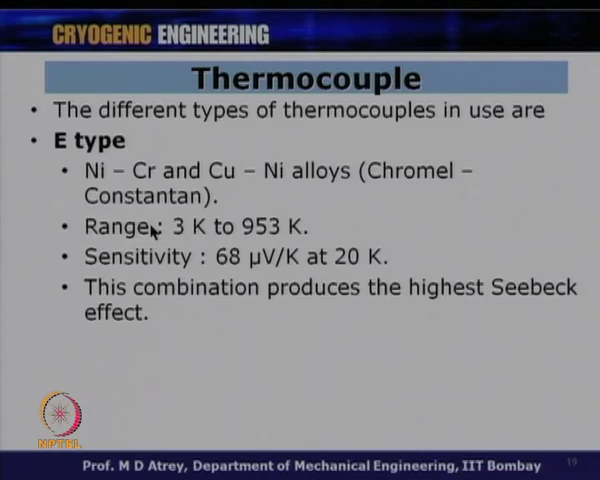 CRYOGENIC ENGINEERING
Thermocouple
• The different types of thermocouples in use are
• E type
• Ni – Cr and Cu – Ni alloys (Chromel –
Constantan).
• Range : 3 K to 953 K.
• Sensitivity : 68 μV/K at 20 K.
• This combination produces the highest Seebeck
effect.
NPTEL
Prof. M D Atrey, Department of Mechanical Engineering, IIT Bombay
19